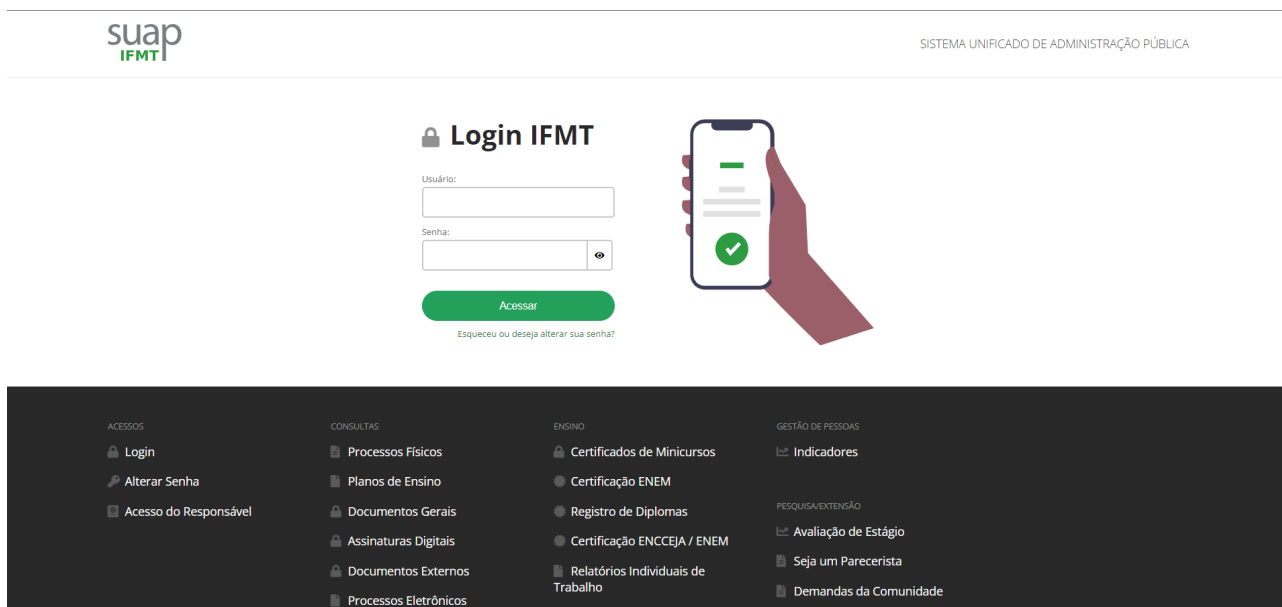 suap
IFMT
SISTEMA UNIFICADO DE ADMINISTRAÇÃO PÚBLICA
Login IFMT
Usuário:
Senha:
Acessar
Esqueceu ou deseja alterar sua senha?
ACESSOS
Login
Alterar Senha
Acesso do Responsável
CONSULTAS
Processos Físicos
Planos de Ensino
Documentos Gerais
Assinaturas Digitais
Documentos Externos
Processos Eletrônicos
ENSINO
Certificados de Minicursos
Certificação ENEM
Registro de Diplomas
Certificação ENCCEJA / ENEM
Relatórios Individuais de
Trabalho
GESTÃO DE PESSOAS
Indicadores
PESQUISA/EXTENSÃO
Avaliação de Estágio
Seja um Parecerista
Demandas da Comunidade